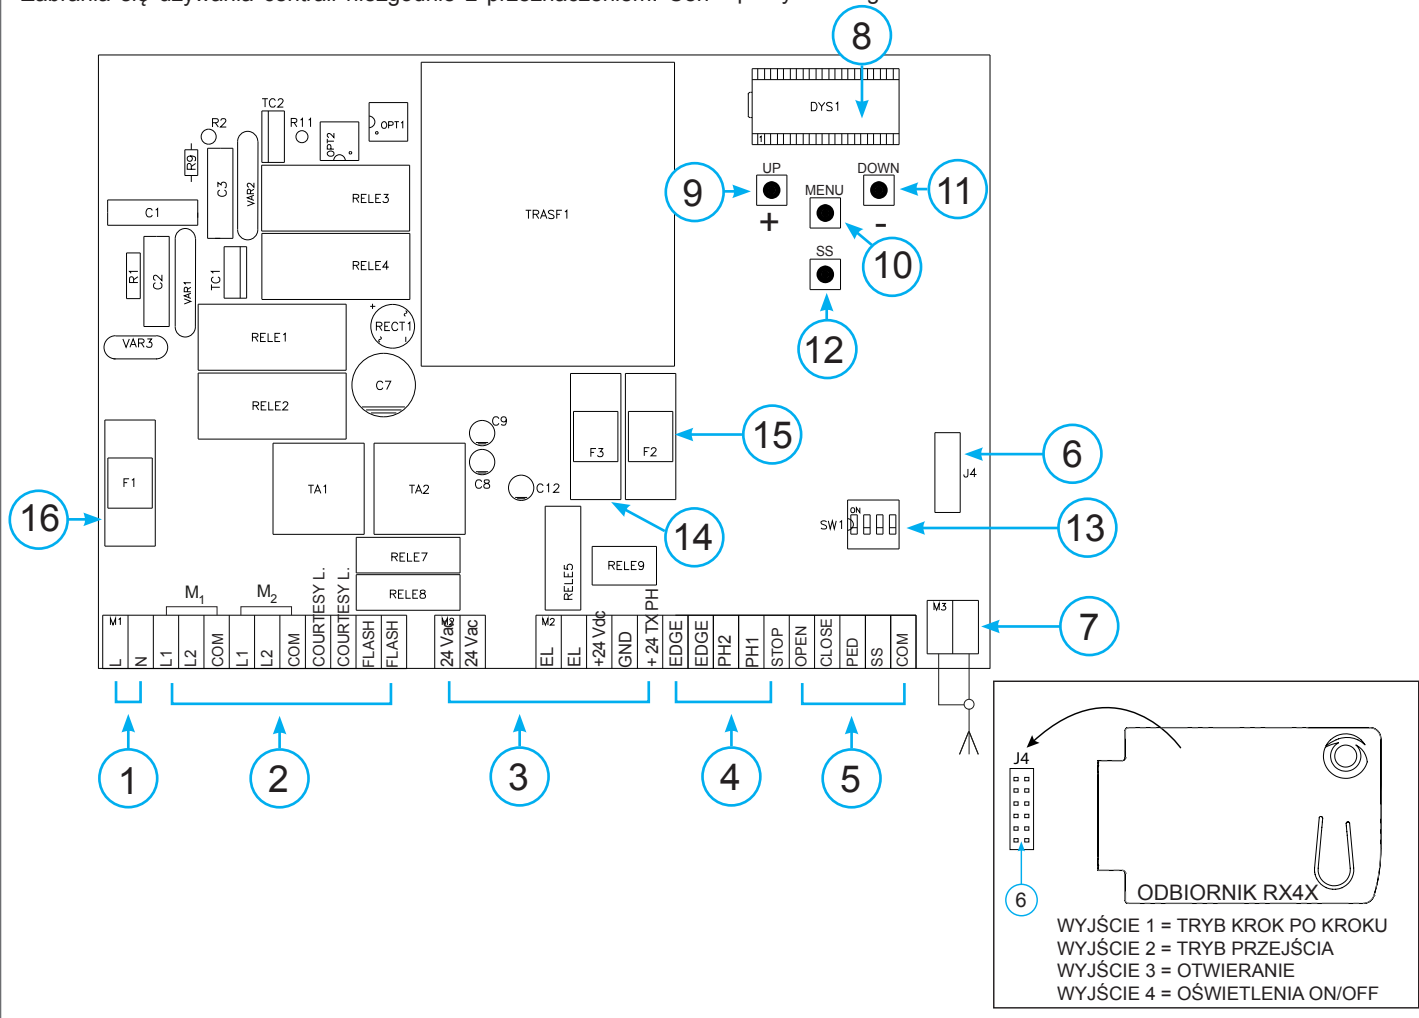 8
DYS1
1
UP
DOWN
MENU
9
11
+
-
10
SS
12
TC2
R2
R11
OPT1
OPT2
R9
C3
VAR2
RELE3
TRASF1
C1
RELE4
R1
C2
VAR1
TC1
RECT1
+
VAR3
RELE1
C7
RELE2
C9
15
F3
F2
6
J4
F1
TA1
TA2
C8
C12
16
14
ON
SW1
13
RELE7
RELE5
RELE9
RELE8
M1
M2
COURTESY L.
COURTESY L.
M1
L
N
L1
L2
COM
L1
L2
COM
FLASH
FLASH
24 Vac
24 Vac
M2
EL
EL
+24 Vdc
GND
+ 24 TX PH
EDGE
EDGE
PH2
PH1
STOP
OPEN
CLOSE
PED
SS
COM
M3
7
1
2
3
4
5
J4
6
ODBIORNIK RX4X
WYJŚCIE 1 = TRYB KROK PO KROKU
WYJŚCIE 2 = TRYB PRZEJŚCIA
WYJŚCIE 3 = OTWIERANIE
WYJŚCIE 4 = OŚWIETLENIA ON/OFF